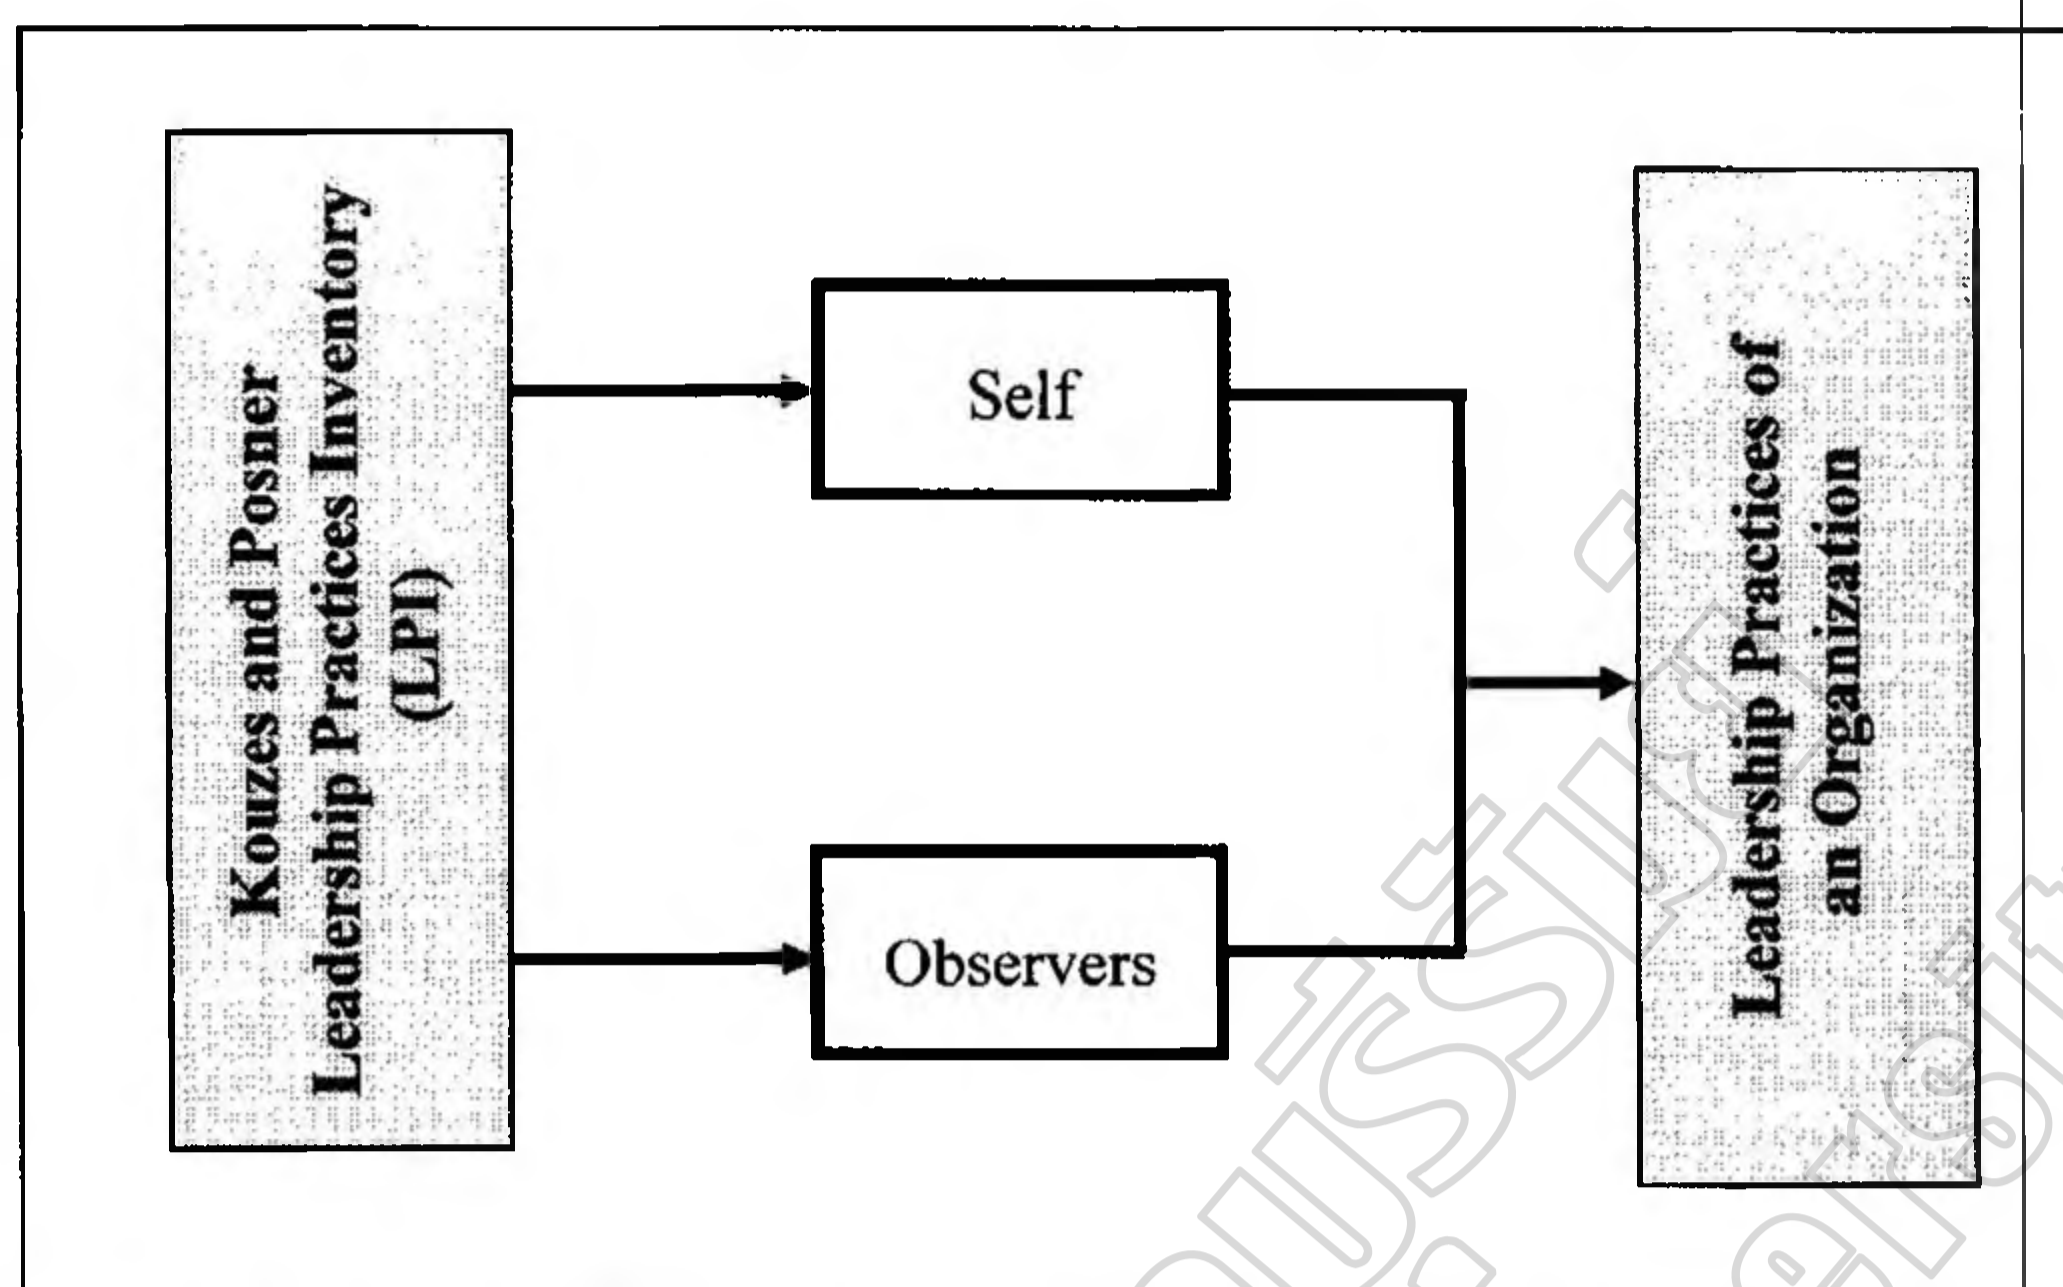 Kouzes and Posner
Leadership Practices Inventory
(LPI)
Self
Observers
Leadership Practices of
an Organization